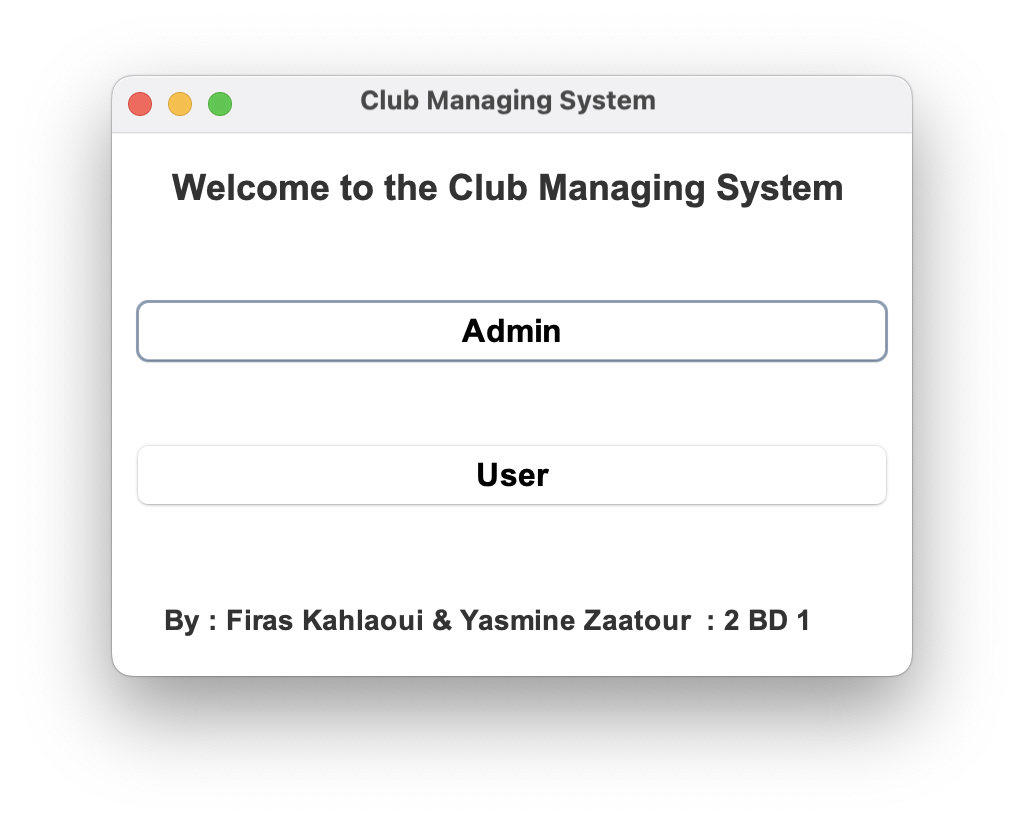 Club Managing System
Welcome to the Club Managing System
Admin
User
By : Firas Kahlaoui & Yasmine Zaatour  : 2 BD 1